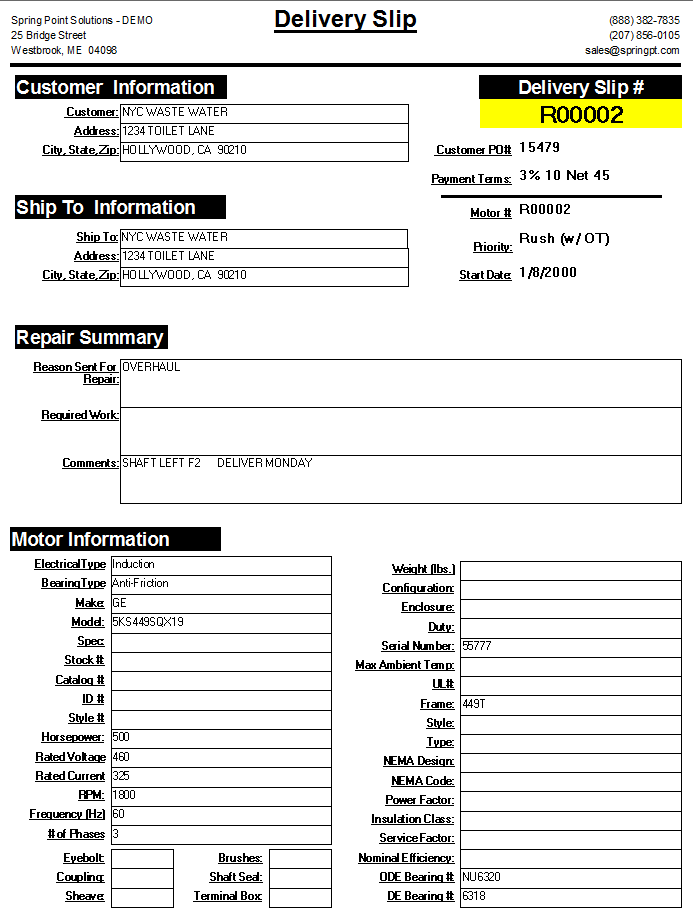 Spring Point Solutions - DEMO
25 Bridge Street
Westbrook, ME 04098
Delivery Slip
(888) 382-7835
(207) 856-0105
sales@springpt.com
Customer Information
Customer: NYC WASTE WATER
Address: 1234 TOILET LANE
City, State,Zip: HOLLYWOOD, CA 90210
Delivery Slip #
R00002
Customer PO# 15479
Payment Terms: 3% 10 Net 45
Ship To Information
Ship To: NYC WASTE WATER
Address: 1234 TOILET LANE
City, State,Zip: HOLLYWOOD, CA 90210
Motor # R00002
Priority: Rush (w/ OT)
Start Date: 1/8/2000
Repair Summary
Reason Sent For
Repair:
OVERHAUL
Required Work:
Comments: SHAFT LEFT F2 DELIVER MONDAY
Motor Information
Electrical Type Induction
Bearing Type Anti-Friction
Make: GE
Model: 5KS449SQX19
Spec:
Stock #:
Catalog #
ID #
Style #
Horsepower: 500
Rated Voltage 460
Rated Current 325
RPM: 1800
Frequency (Hz) 60
# of Phases 3
Eyebolt:
Coupling:
Sheave:
Brushes:
Shaft Seal:
Terminal Box:
Weight (lbs.)
Configuration:
Enclosure:
Duty:
Serial Number: 55777
Max Ambient Temp:
UL#:
Frame: 449T
Style:
Type:
NEMA Design:
NEMA Code:
Power Factor:
Insulation Class:
Service Factor:
Nominal Efficiency:
ODE Bearing #: NU6320
DE Bearing #: 6318